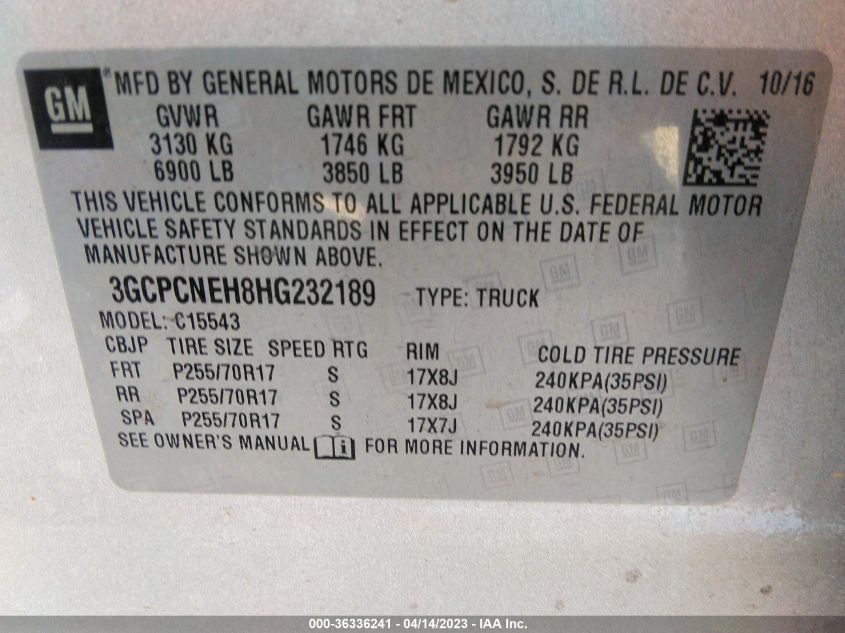 GM ® MFD BY GENERAL MOTORS DE MEXICO, S. DE R.L. DE C.V. 10/16
GVWR GAWR FRT GAWR RR
3130 KG 1746 KG 1792 KG
6900 LB 3850 LB 3950 LB
THIS VEHICLE CONFORMS TO ALL APPLICABLE U.S. FEDERAL MOTOR
VEHICLE SAFETY STANDARDS IN EFFECT ON THE DATE OF
MANUFACTURE SHOWN ABOVE.
3GCPCNEH8HG232189 TYPE: TRUCK
MODEL: C15543
CBJP TIRE SIZE SPEED RTG RIM COLD TIRE PRESSURE
FRT P255/70R17 S 17X8J 240KPA(35PSI)
RR P255/70R17 S 17X8J 240KPA(35PSI)
SPA P255/70R17 S 17X7J 240KPA(35PSI)
SEE OWNER'S MANUAL i FOR MORE INFORMATION.
000-36336241 - 04/14/2023 - IAA Inc.